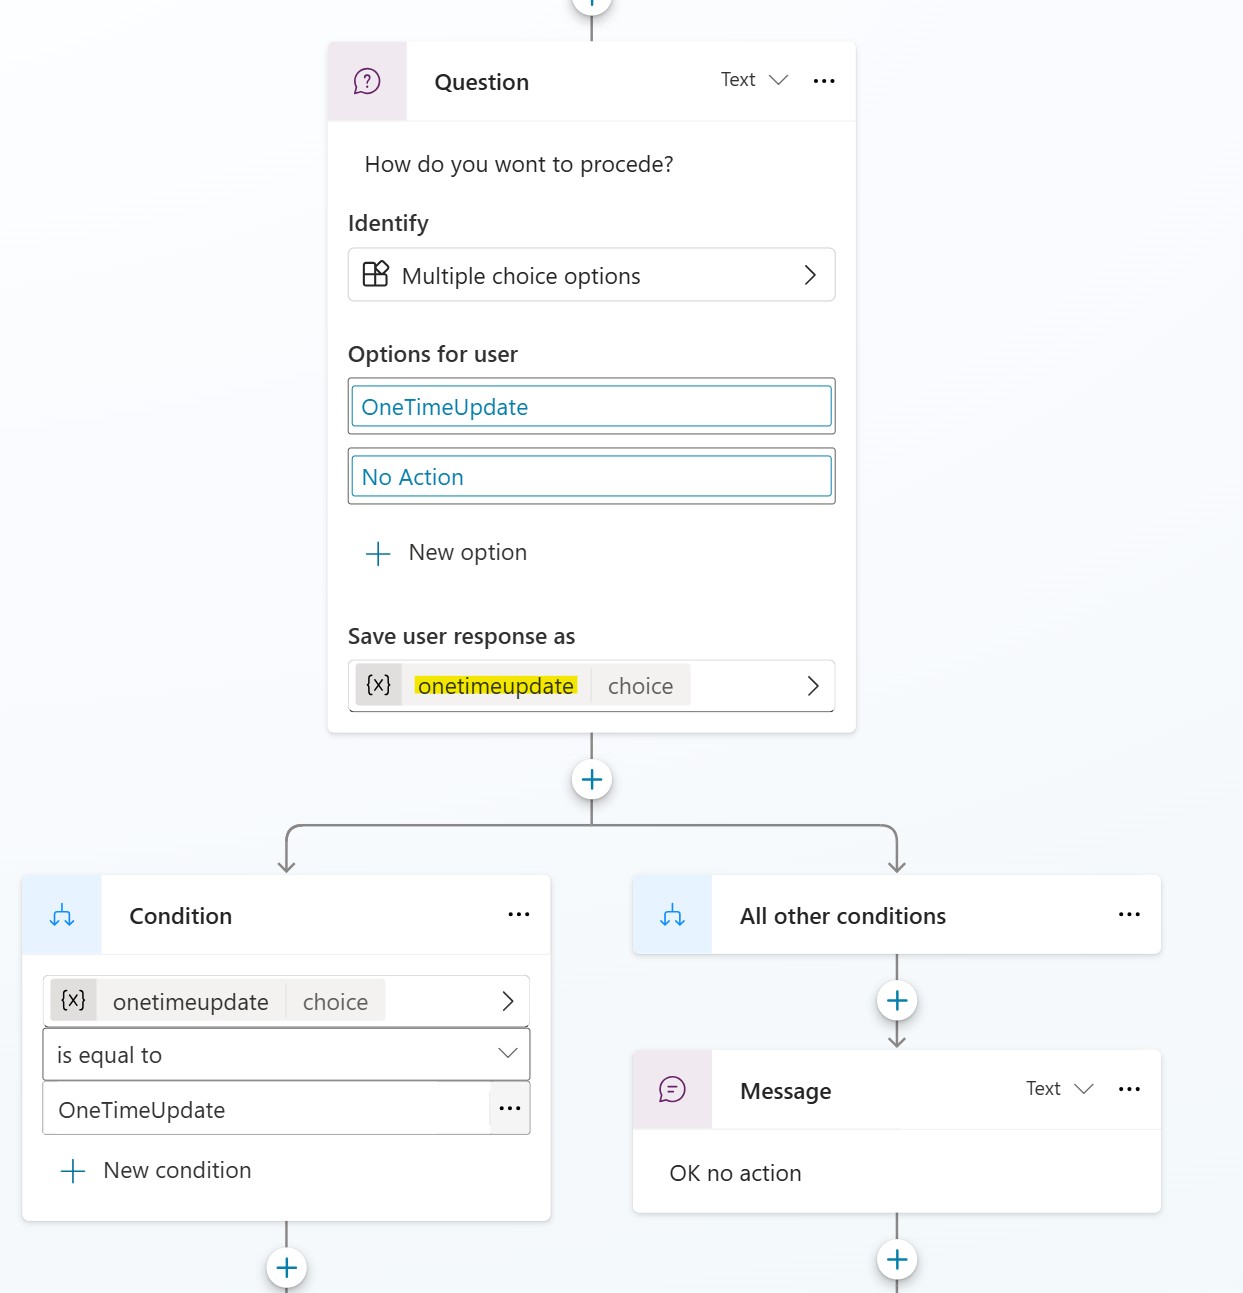 Question
Text
How do you wont to procede?
Identify
Multiple choice options
Options for user
OneTimeUpdate
No Action
New option
Save user response as
{x} onetimeupdate choice
Condition
{x} onetimeupdate choice
is equal to
OneTimeUpdate
New condition
All other conditions
Message
Text
OK no action